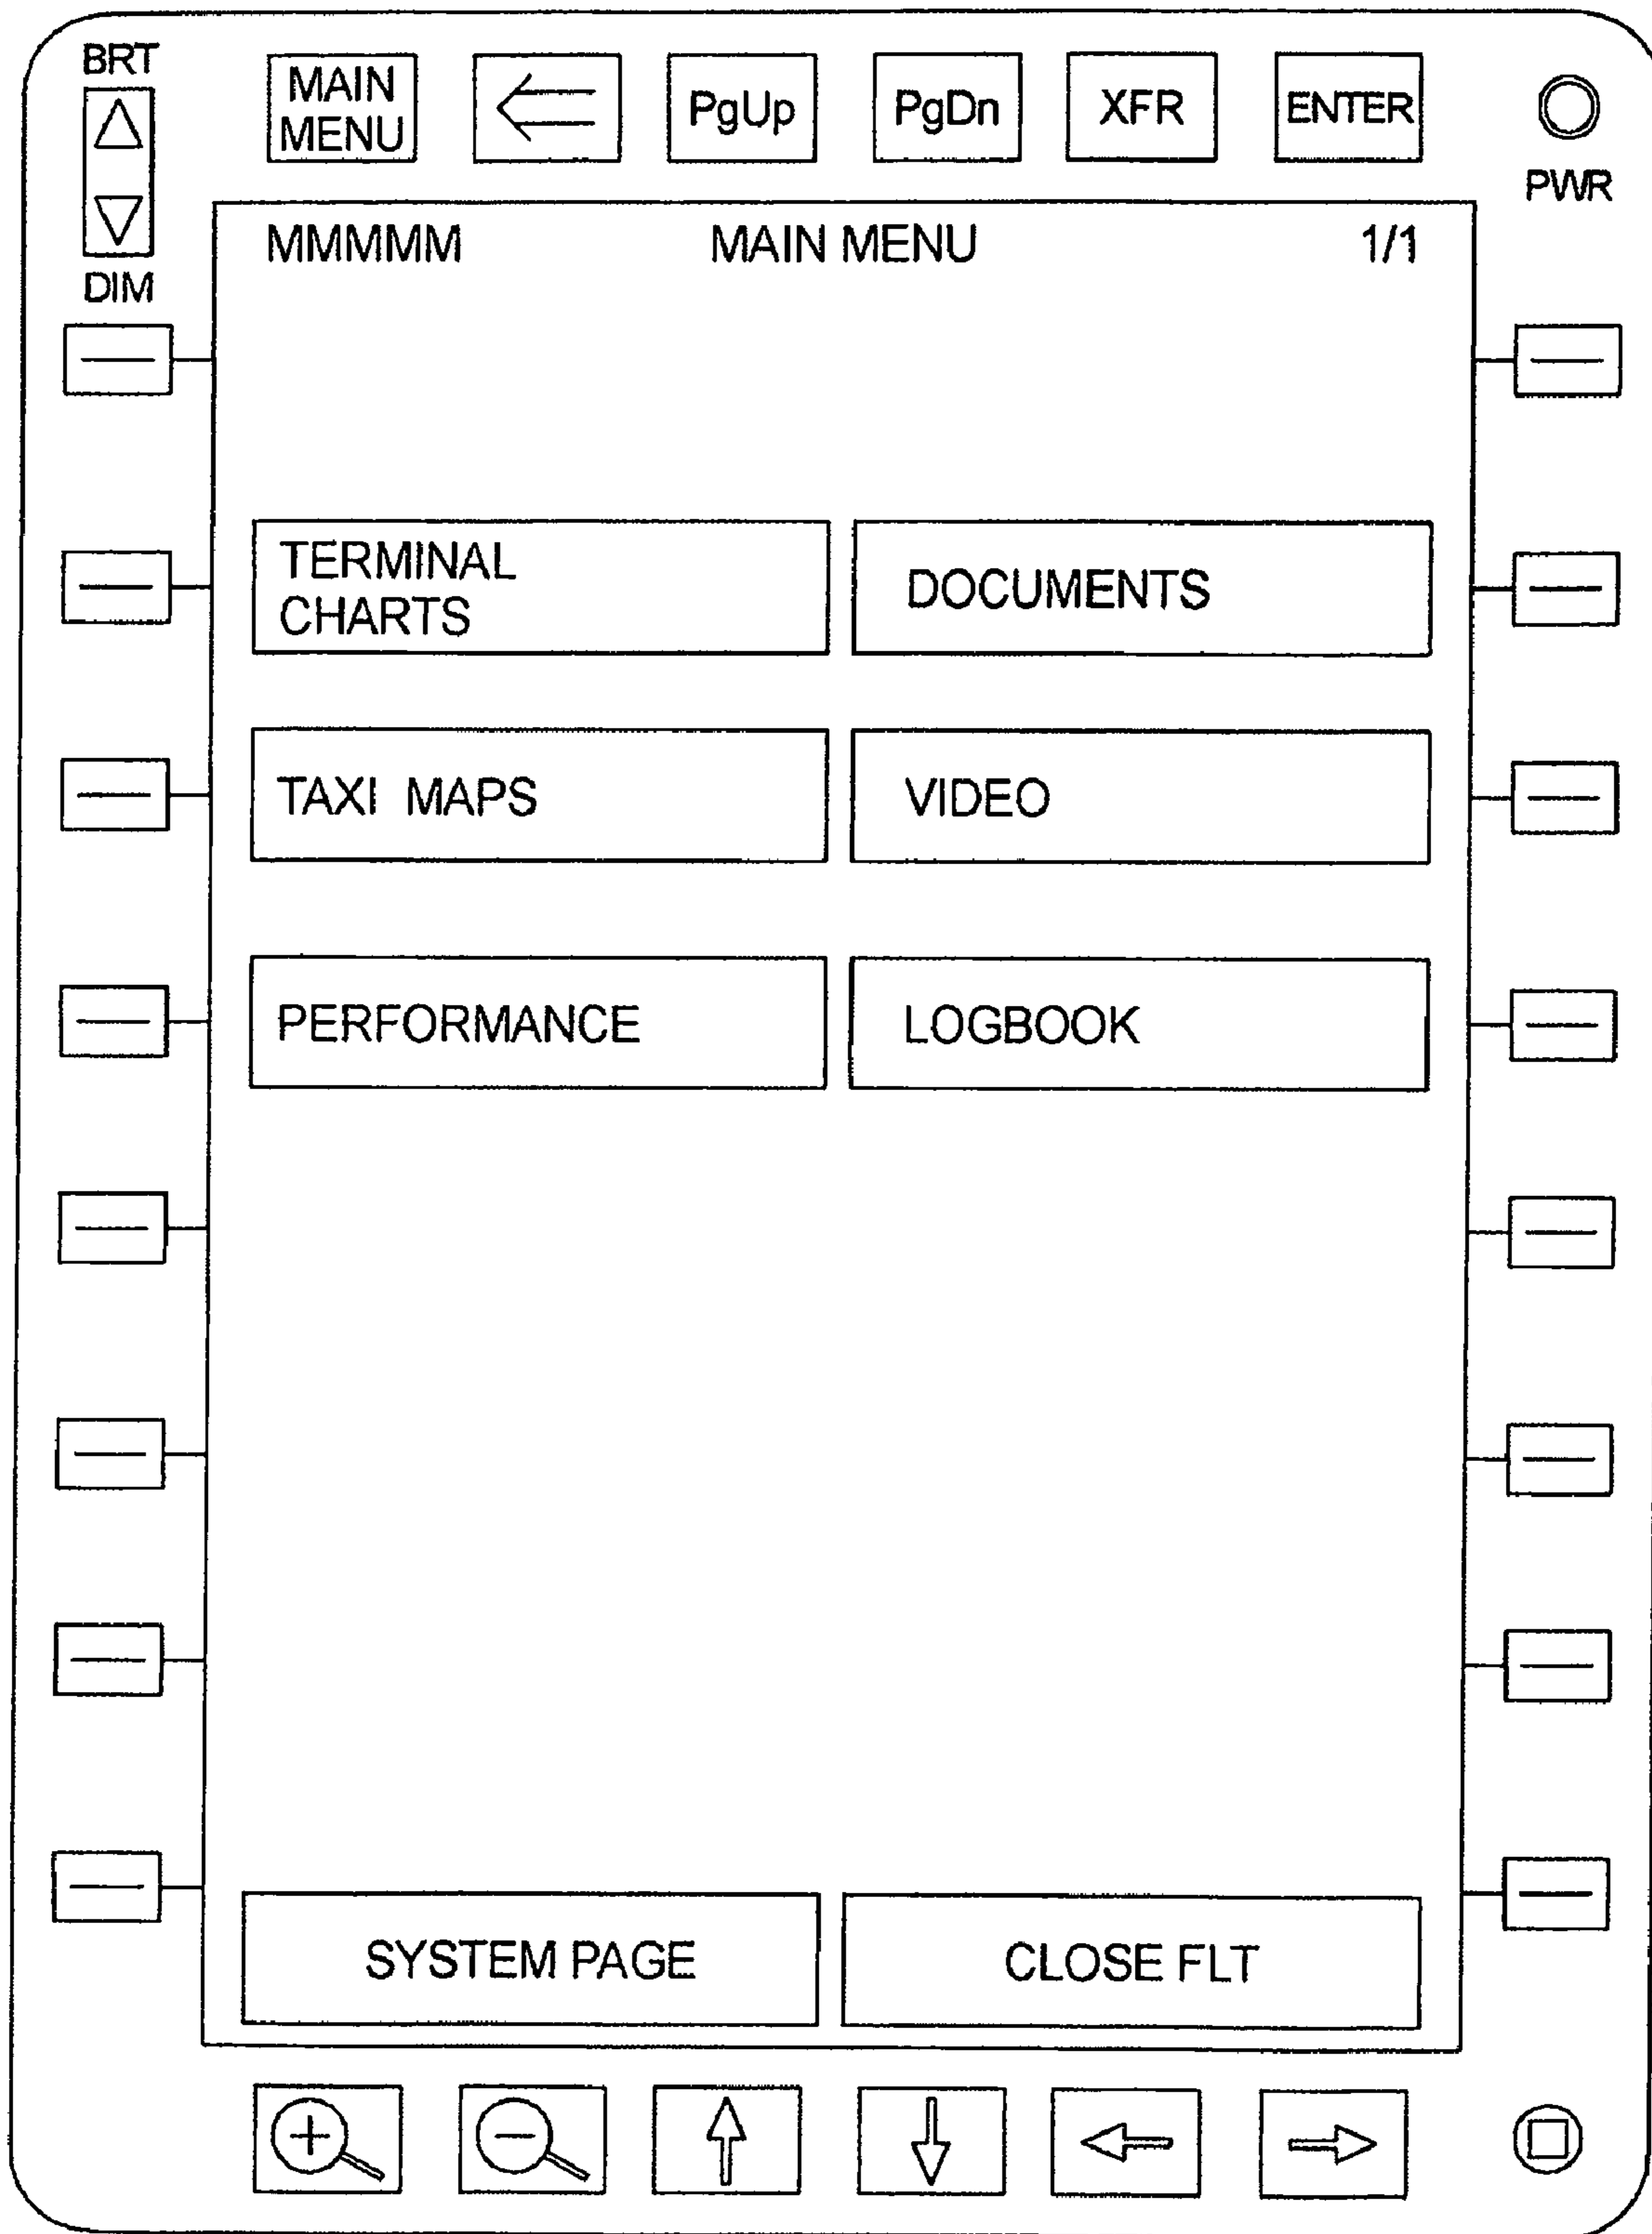 BRT
MAIN
MENU
PgUp
PgDn
XFR
ENTER
PWR
DIM
MMMMM MAIN MENU 1/1
TERMINAL
CHARTS
DOCUMENTS
TAXI MAPS
VIDEO
PERFORMANCE
LOGBOOK
SYSTEM PAGE
CLOSE FLT